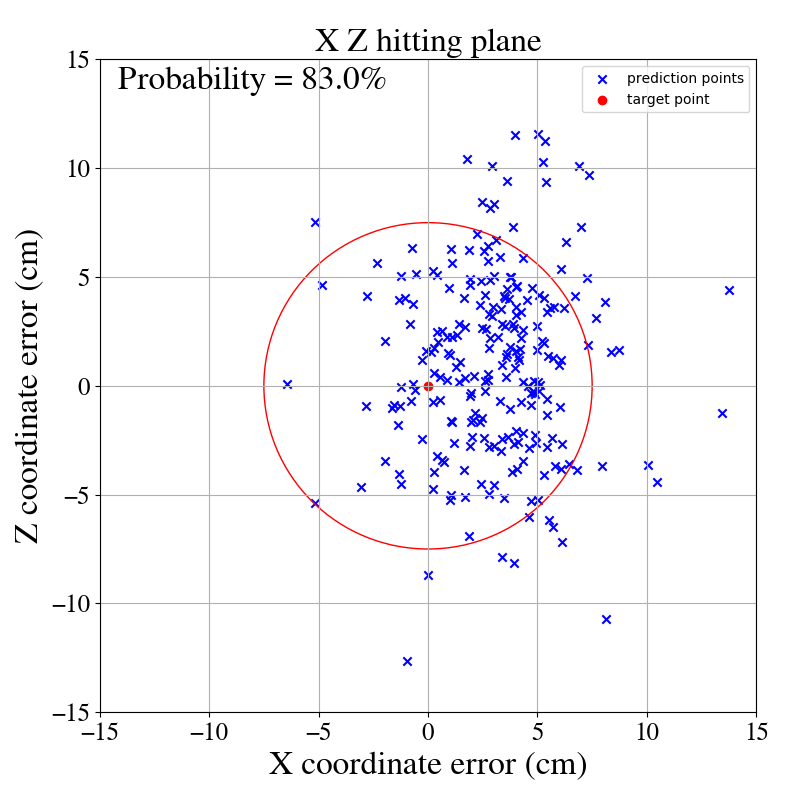 X Z hitting plane
Probability = 83.0%
prediction points
target point
15
10
5
0
−5
−10
−15
Z coordinate error (cm)
−15
−10
−5
0
5
10
15
X coordinate error (cm)